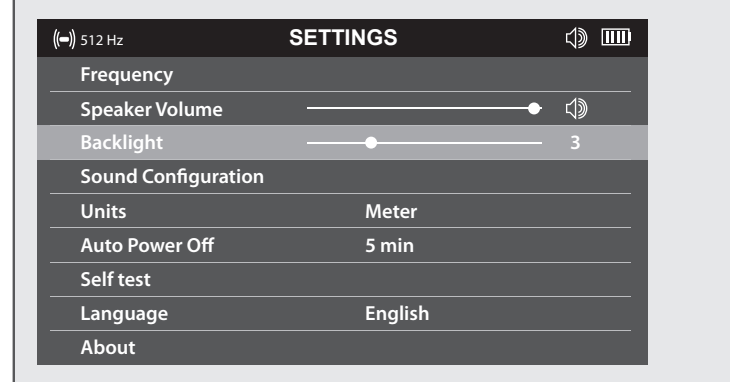 512 Hz SETTINGS
Frequency
Speaker Volume
Backlight 3
Sound Configuration
Units Meter
Auto Power Off 5 min
Self test
Language English
About